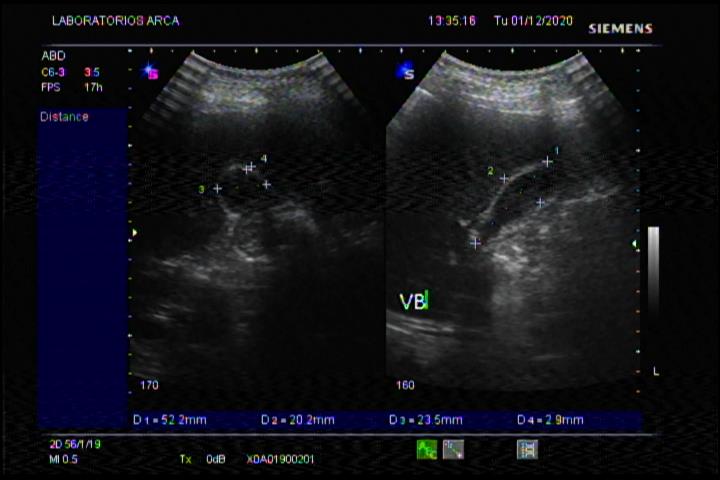 LABORATORIOS ARCA 13:35:16 Tu 01/12/2020 SIEMENS
ABD
C6-3 3.5
FPS 17h
Distance
S S
4
1
2
3
VB
170 160
L
D1 = 52.2mm D2 = 20.2mm D3 = 23.5mm D4 = 2.9mm
2D 56/1/19
MI 0.5 Tx 0dB XDA01900201